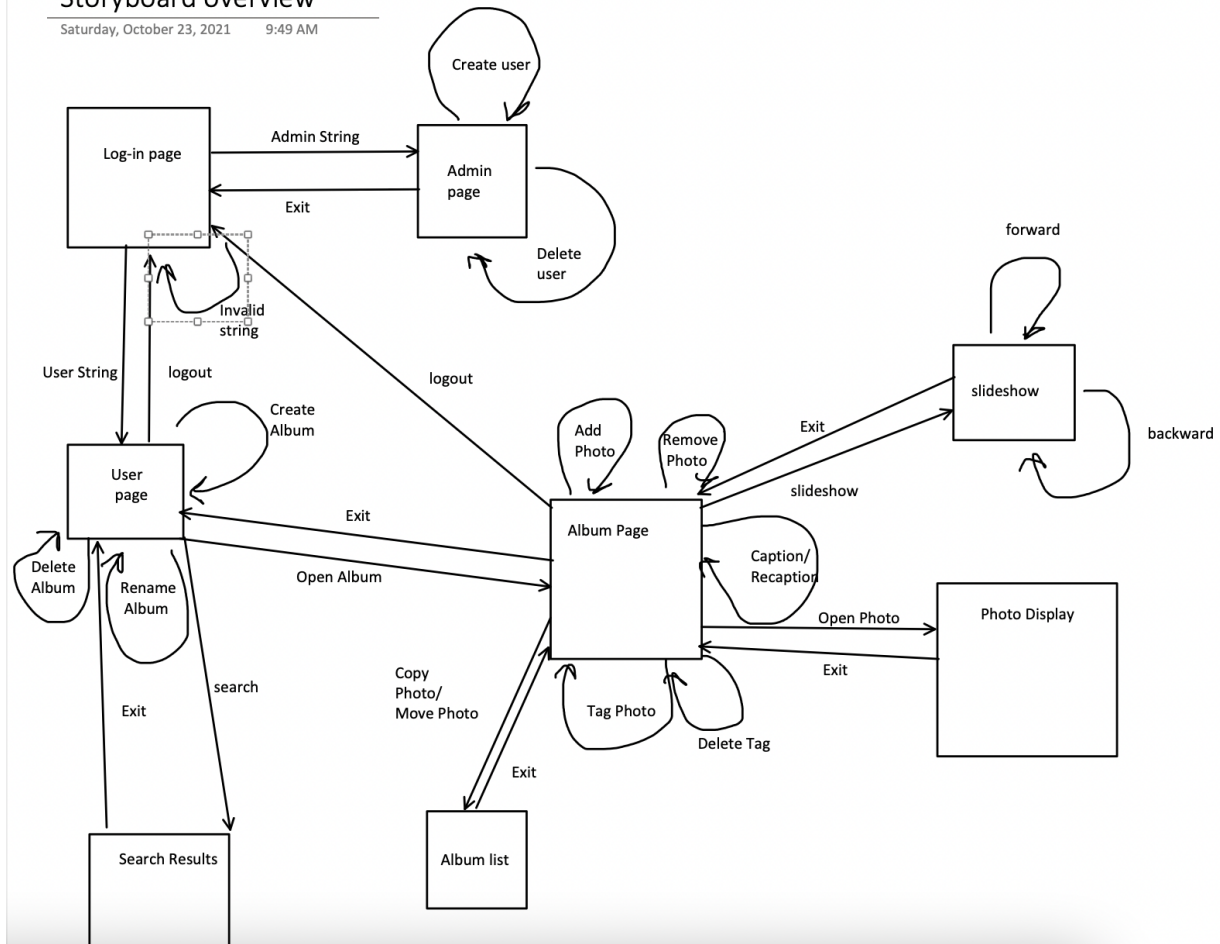 Storyboard overview
Saturday, October 23, 2021 9:49 AM
Create user
Log-in page
Admin String
Admin
page
Exit
Delete
user
forward
Invalid
string
User String
logout
logout
slideshow
Create
Album
Add
Photo
Remove
Photo
Exit
backward
User
page
slideshow
Exit
Album Page
Caption/
Recaption
Delete
Album
Rename
Album
Open Album
Open Photo
Photo Display
Exit
Copy
Photo/
Move Photo
search
Exit
Tag Photo
Delete Tag
Exit
Search Results
Album list